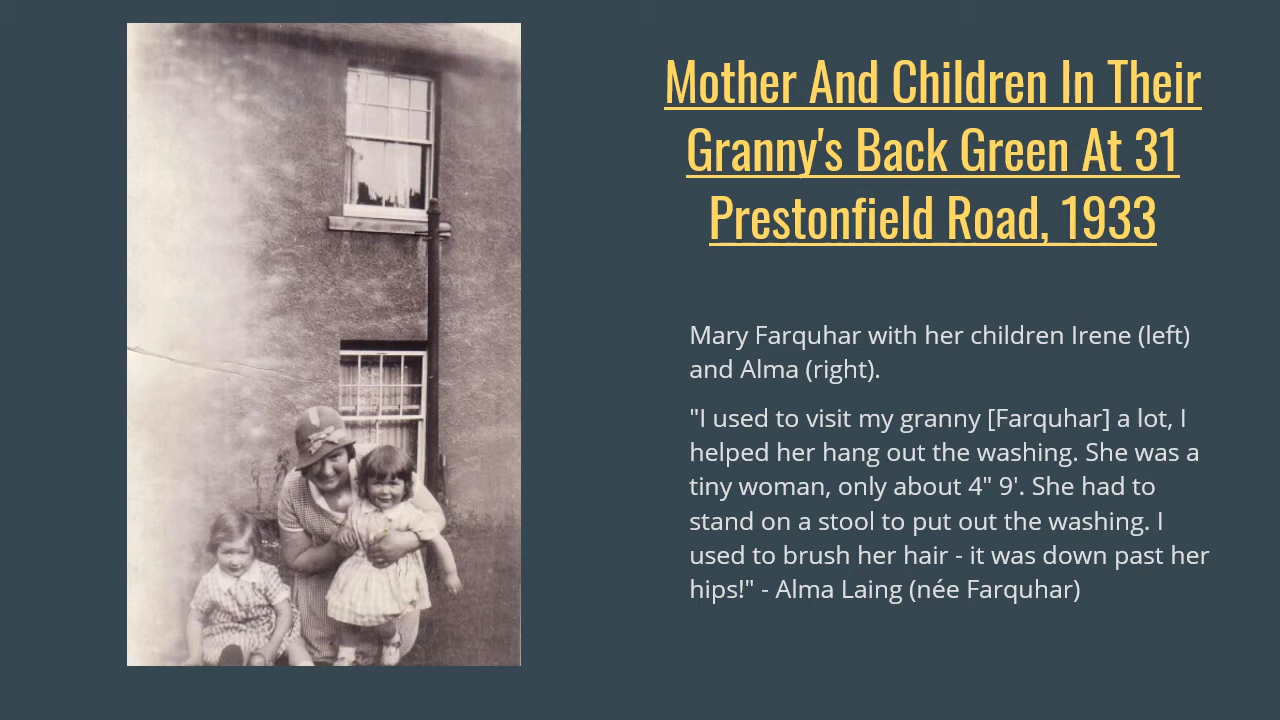 Mother And Children In Their
Granny's Back Green At 31
Prestonfield Road, 1933
Mary Farquhar with her children Irene (left)
and Alma (right).
"I used to visit my granny [Farquhar] a lot, I
helped her hang out the washing. She was a
tiny woman, only about 4" 9'. She had to
stand on a stool to put out the washing. I
used to brush her hair - it was down past her
hips!" - Alma Laing (née Farquhar)